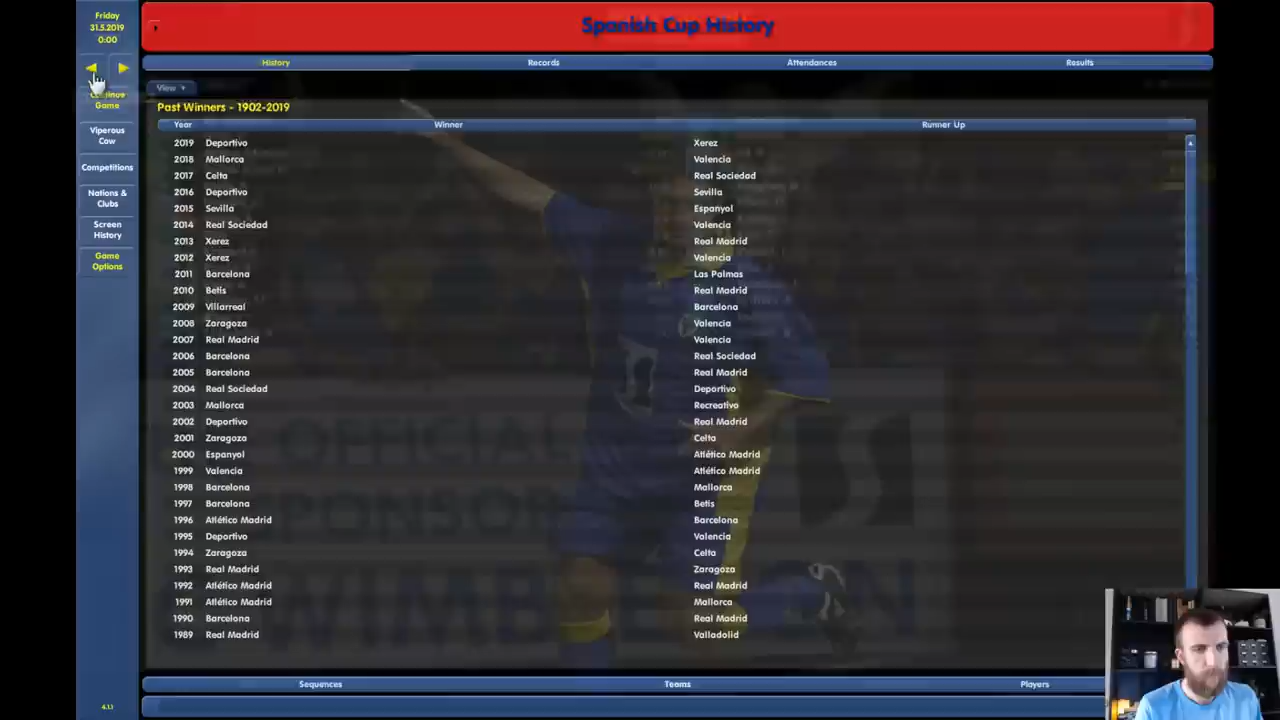 Friday
31.5.2019
0:00
Continue
Game
Viperous
Cow
Competitions
Nations &
Clubs
Screen
History
Game
Options
4.1.1
Spanish Cup History
History Records Attendances Results
View
Past Winners - 1902-2019
Year Winner Runner Up
2019 Deportivo Xerez
2018 Mallorca Valencia
2017 Celta Real Sociedad
2016 Deportivo Sevilla
2015 Sevilla Espanyol
2014 Real Sociedad Valencia
2013 Xerez Real Madrid
2012 Xerez Valencia
2011 Barcelona Las Palmas
2010 Betis Real Madrid
2009 Villarreal Barcelona
2008 Zaragoza Valencia
2007 Real Madrid Valencia
2006 Barcelona Real Sociedad
2005 Barcelona Real Madrid
2004 Real Sociedad Deportivo
2003 Mallorca Recreativo
2002 Deportivo Real Madrid
2001 Zaragoza Celta
2000 Espanyol Atlético Madrid
1999 Valencia Atlético Madrid
1998 Barcelona Mallorca
1997 Barcelona Betis
1996 Atlético Madrid Barcelona
1995 Deportivo Valencia
1994 Zaragoza Celta
1993 Real Madrid Zaragoza
1992 Atlético Madrid Real Madrid
1991 Atlético Madrid Mallorca
1990 Barcelona Real Madrid
1989 Real Madrid Valladolid
OFFICIAL
SPONSOR
WIMBLEDON
Sequences Teams Players